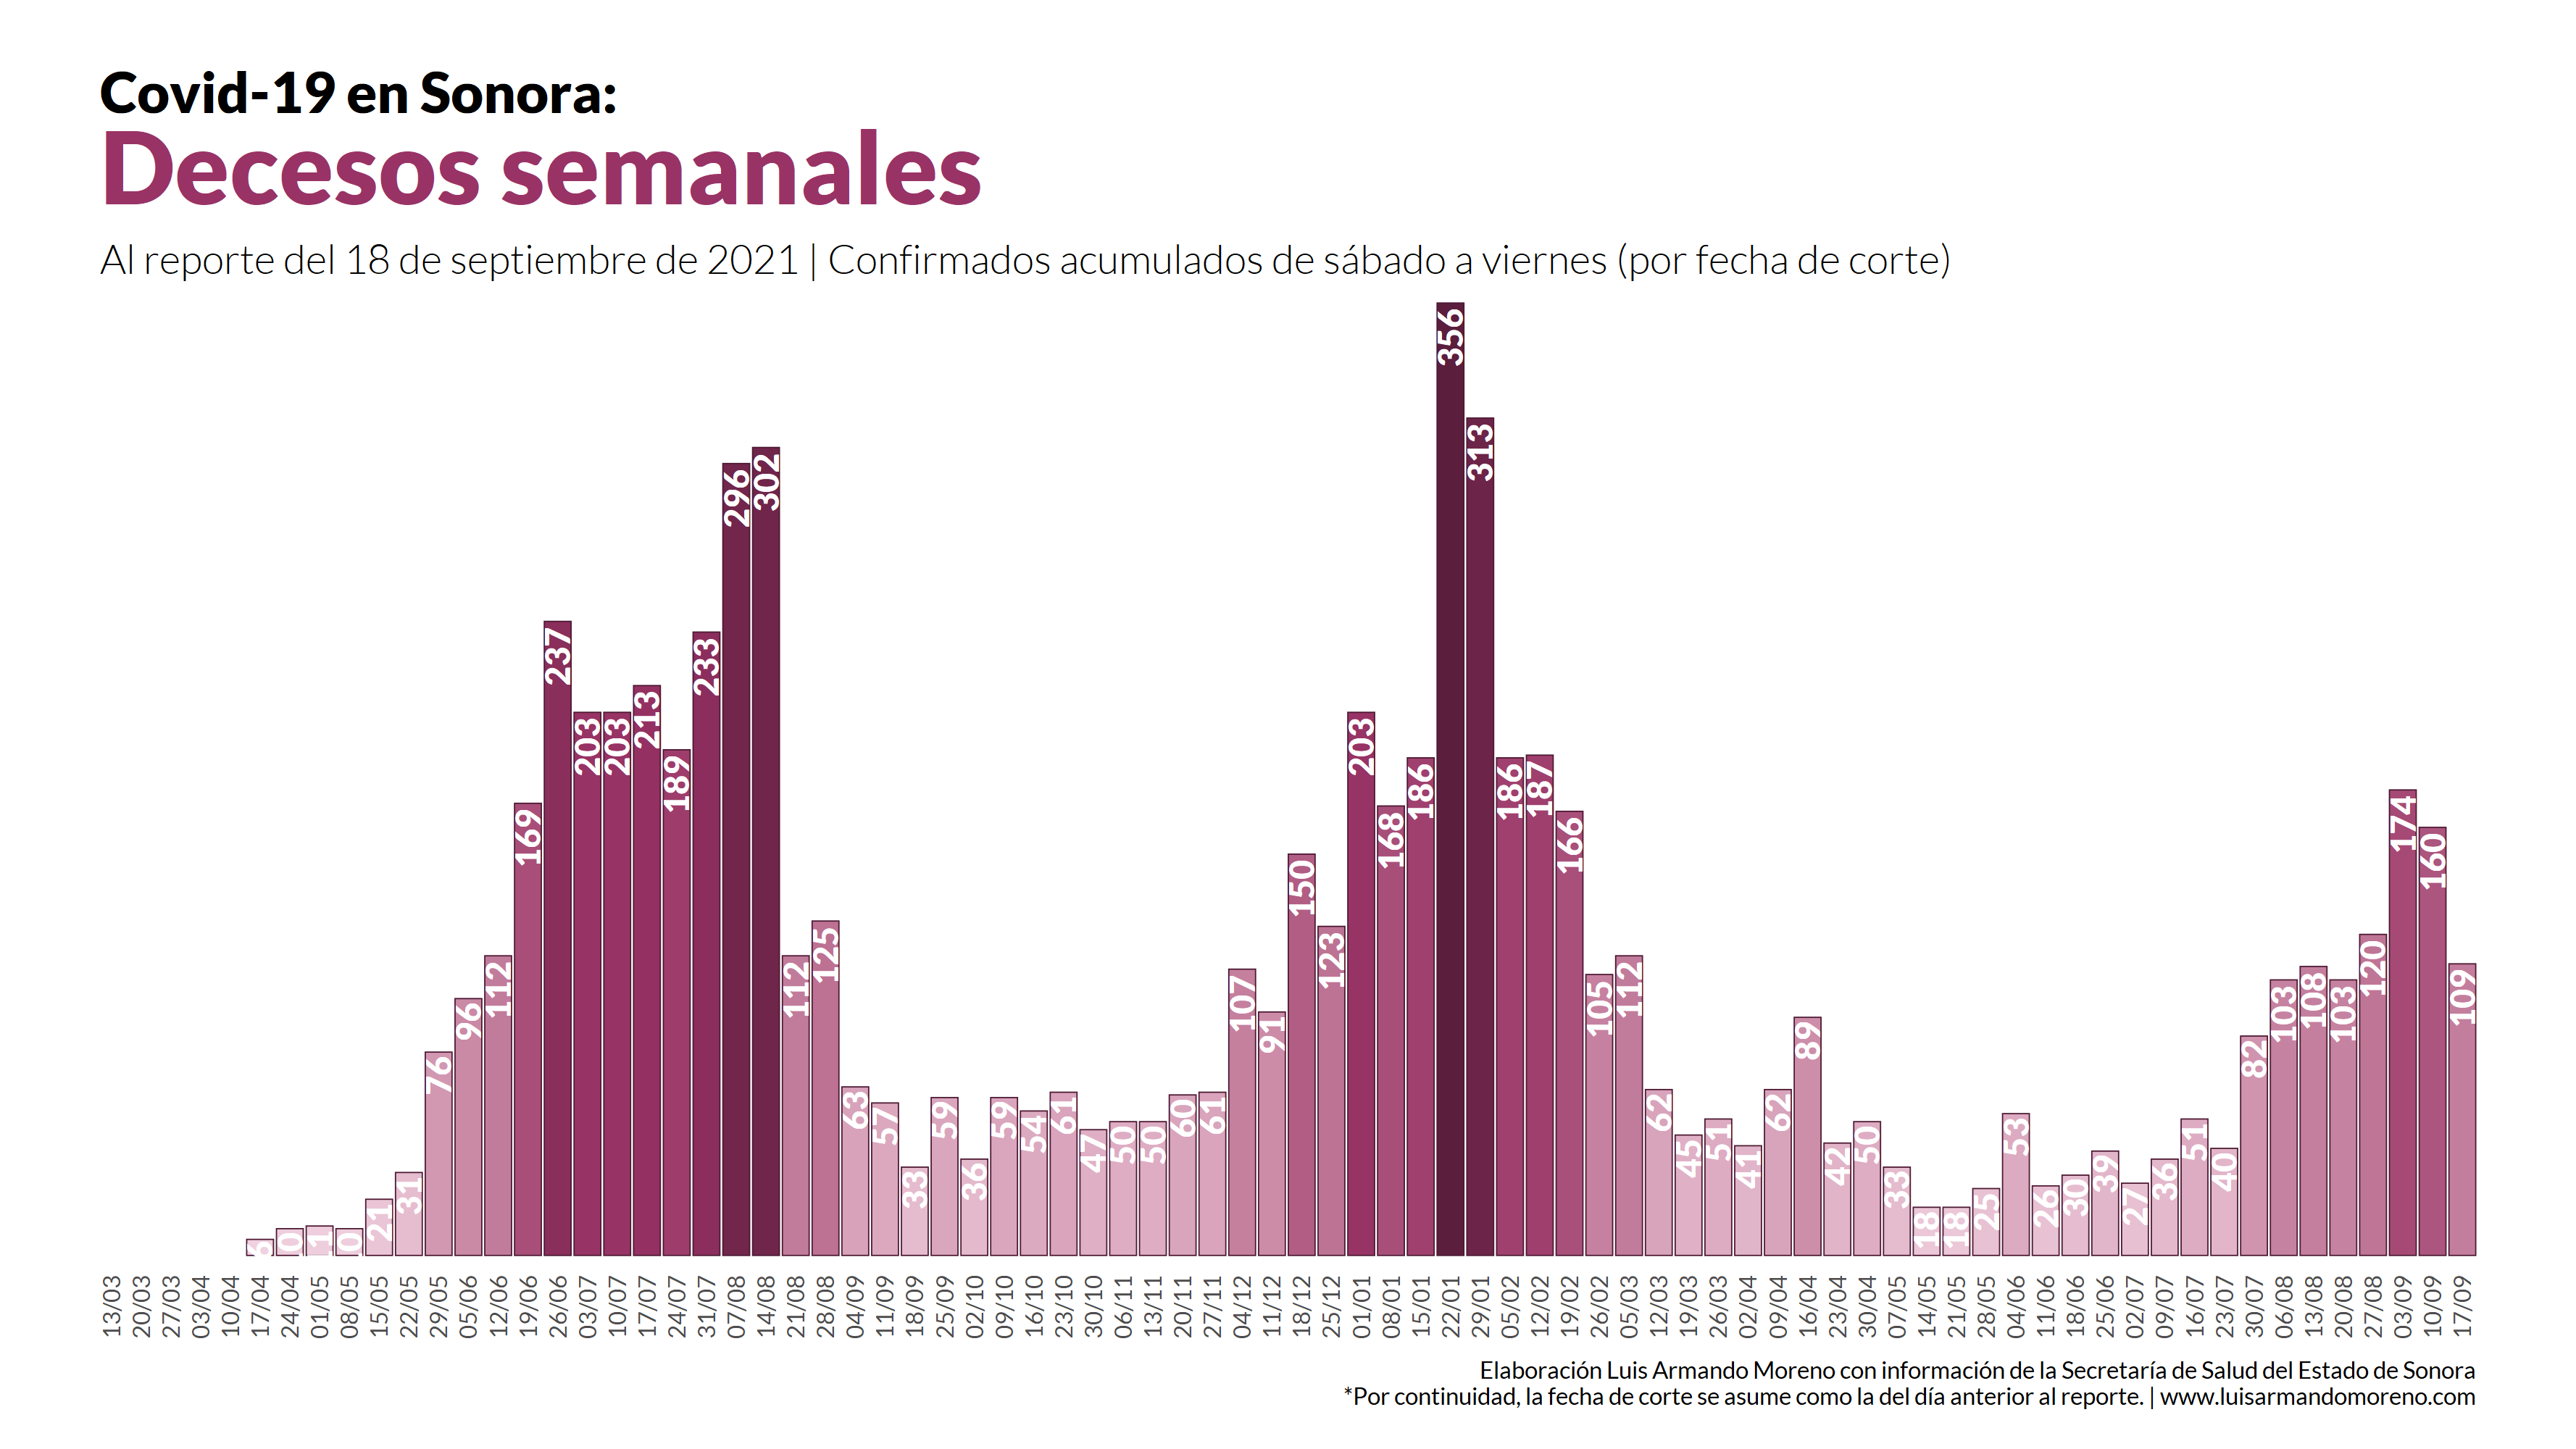 Covid-19 en Sonora:
Decesos semanales
Al reporte del 18 de septiembre de 2021 | Confirmados acumulados de sábado a viernes (por fecha de corte)
6 0 1 0 21 31 76 96 112 169 237 203 203 213 189 233 296 302 112 125 63 57 33 59 36 59 54 61 47 50 50 60 61 107 91 150 123 203 168 186 356 313 186 187 166 105 112 62 45 51 41 62 89 42 50 33 18 18 25 53 26 30 39 27 36 51 40 82 103 108 103 120 174 160 109
13/03 20/03 27/03 03/04 10/04 17/04 24/04 01/05 08/05 15/05 22/05 29/05 05/06 12/06 19/06 26/06 03/07 10/07 17/07 24/07 31/07 07/08 14/08 21/08 28/08 04/09 11/09 18/09 25/09 02/10 09/10 16/10 23/10 30/10 06/11 13/11 20/11 27/11 04/12 11/12 18/12 25/12 01/01 08/01 15/01 22/01 29/01 05/02 12/02 19/02 26/02 05/03 12/03 19/03 26/03 02/04 09/04 16/04 23/04 30/04 07/05 14/05 21/05 28/05 04/06 11/06 18/06 25/06 02/07 09/07 16/07 23/07 30/07 06/08 13/08 20/08 27/08 03/09 10/09 17/09
Elaboración Luis Armando Moreno con información de la Secretaría de Salud del Estado de Sonora
*Por continuidad, la fecha de corte se asume como la del día anterior al reporte. | www.luisarmandomoreno.com